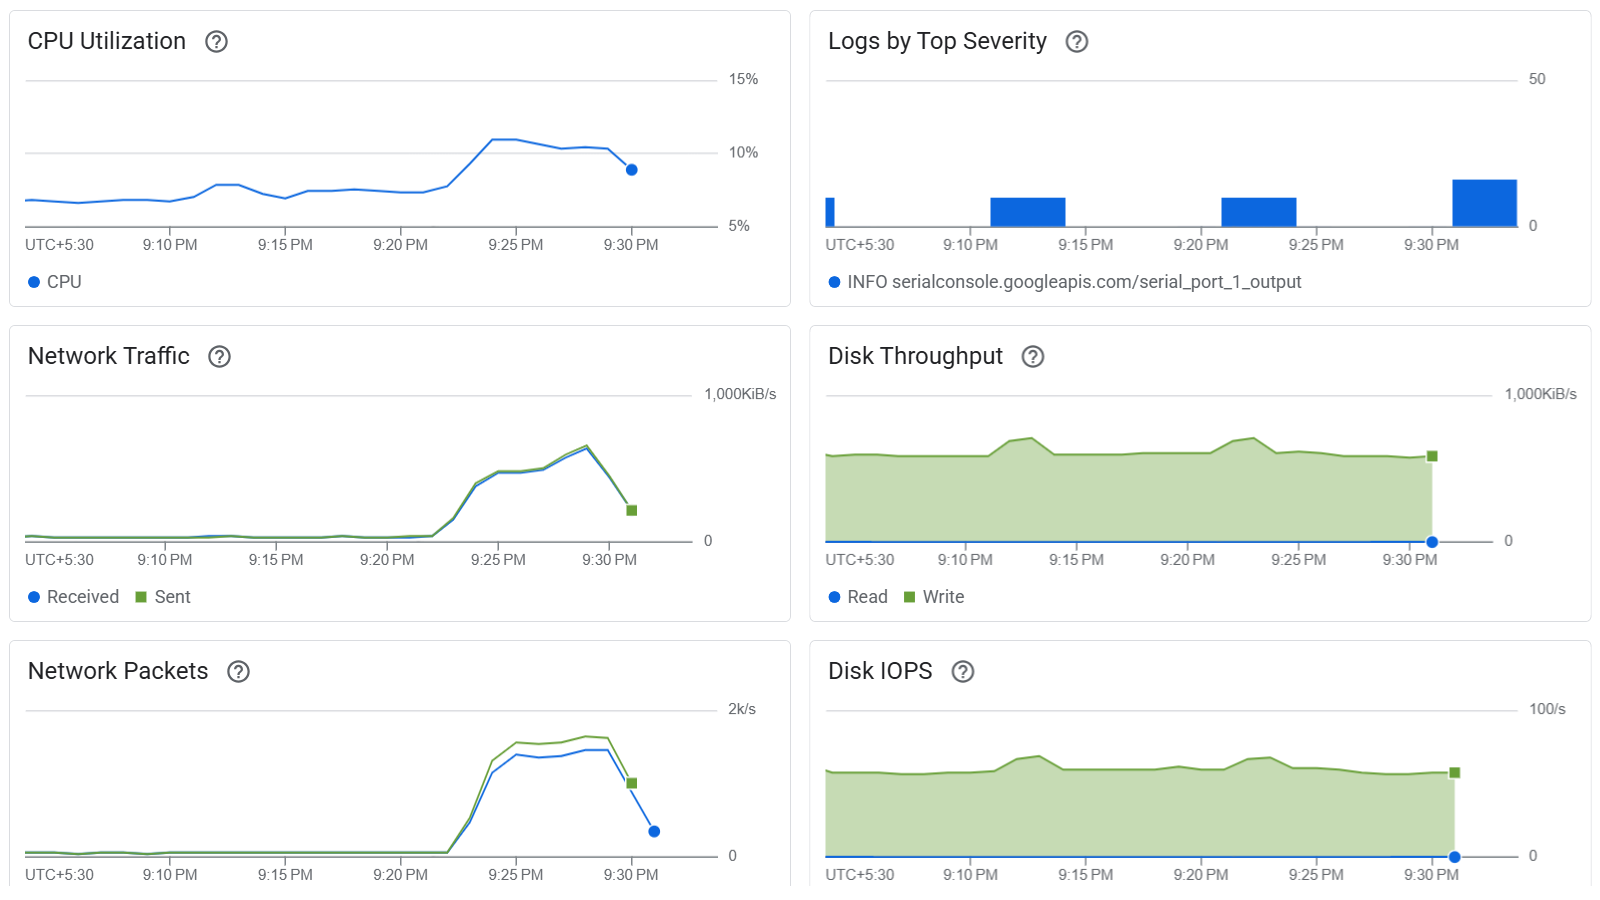 CPU Utilization
15%
10%
5%
UTC+5:30 9:10 PM 9:15 PM 9:20 PM 9:25 PM 9:30 PM
CPU
Logs by Top Severity
50
0
UTC+5:30 9:10 PM 9:15 PM 9:20 PM 9:25 PM 9:30 PM
INFO serialconsole.googleapis.com/serial_port_1_output
Network Traffic
1,000KiB/s
0
UTC+5:30 9:10 PM 9:15 PM 9:20 PM 9:25 PM 9:30 PM
Received Sent
Disk Throughput
1,000KiB/s
0
UTC+5:30 9:10 PM 9:15 PM 9:20 PM 9:25 PM 9:30 PM
Read Write
Network Packets
2k/s
0
UTC+5:30 9:10 PM 9:15 PM 9:20 PM 9:25 PM 9:30 PM
Disk IOPS
100/s
0
UTC+5:30 9:10 PM 9:15 PM 9:20 PM 9:25 PM 9:30 PM